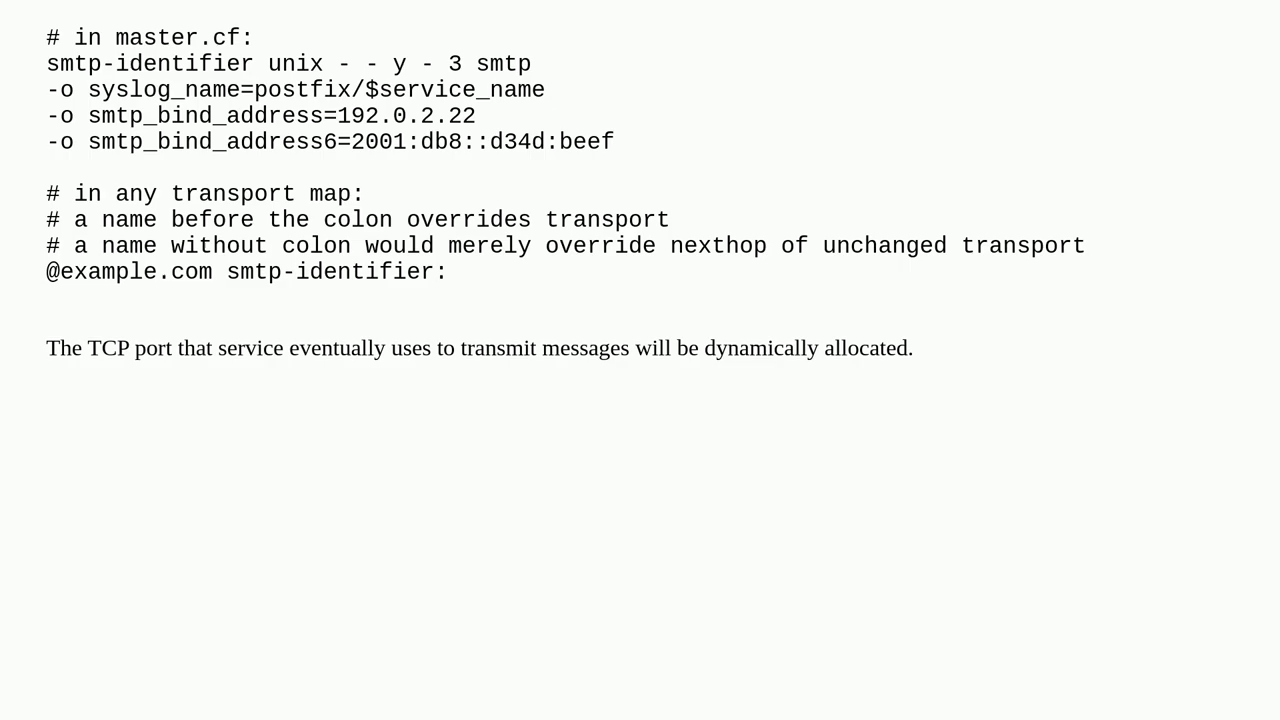 # in master.cf:
smtp-identifier unix - - y - 3 smtp
-o syslog_name=postfix/$service_name
-o smtp_bind_address=192.0.2.22
-o smtp_bind_address6=2001:db8::d34d:beef
# in any transport map:
# a name before the colon overrides transport
# a name without colon would merely override nexthop of unchanged transport
@example.com smtp-identifier:
The TCP port that service eventually uses to transmit messages will be dynamically allocated.